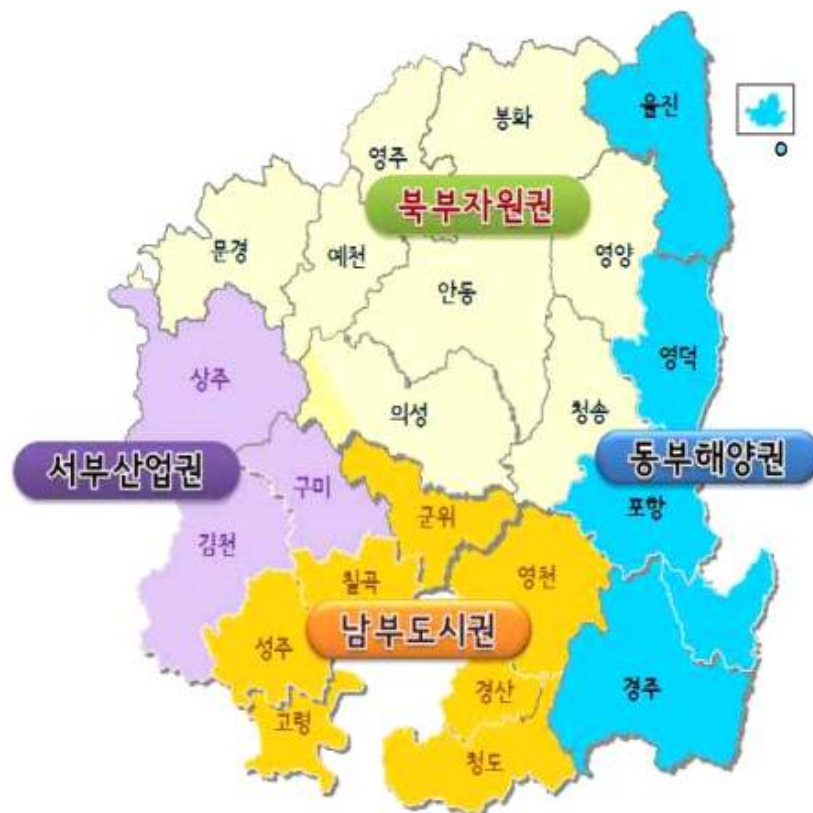 울진
봉화
영주
북부자원권
문경
예천
영양
안동
영덕
상주
의성
청송
서부산업권
동부해양권
구미
군위
포항
김천
칠곡
영천
남부도시권
성주
경산
경주
고령
청도